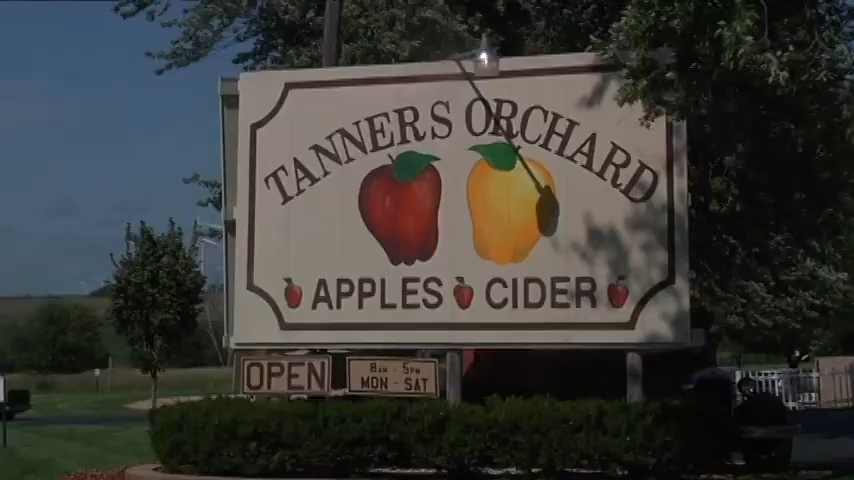 TANNERS ORCHARD
APPLES CIDER
OPEN
8AM - 5PM
MON - SAT